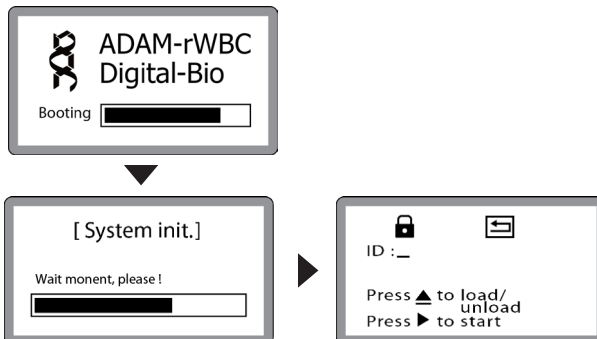 ADAM-rWBC
Digital-Bio
Booting
[ System init.]
Wait monent, please !
ID :_
Press ▲ to load/
unload
Press ▶ to start